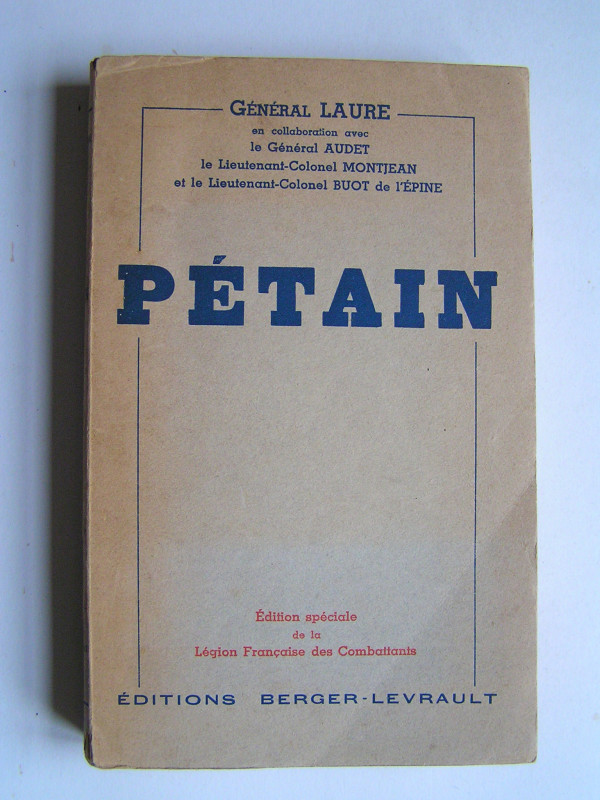 GÉNÉRAL LAURE
en collaboration avec
le Général AUDET
le Lieutenant-Colonel MONTJEAN
et le Lieutenant-Colonel BUOT de l'ÉPINE
PÉTAIN
Édition spéciale
de la
Légion Française des Combattants
ÉDITIONS BERGER-LEVRAULT